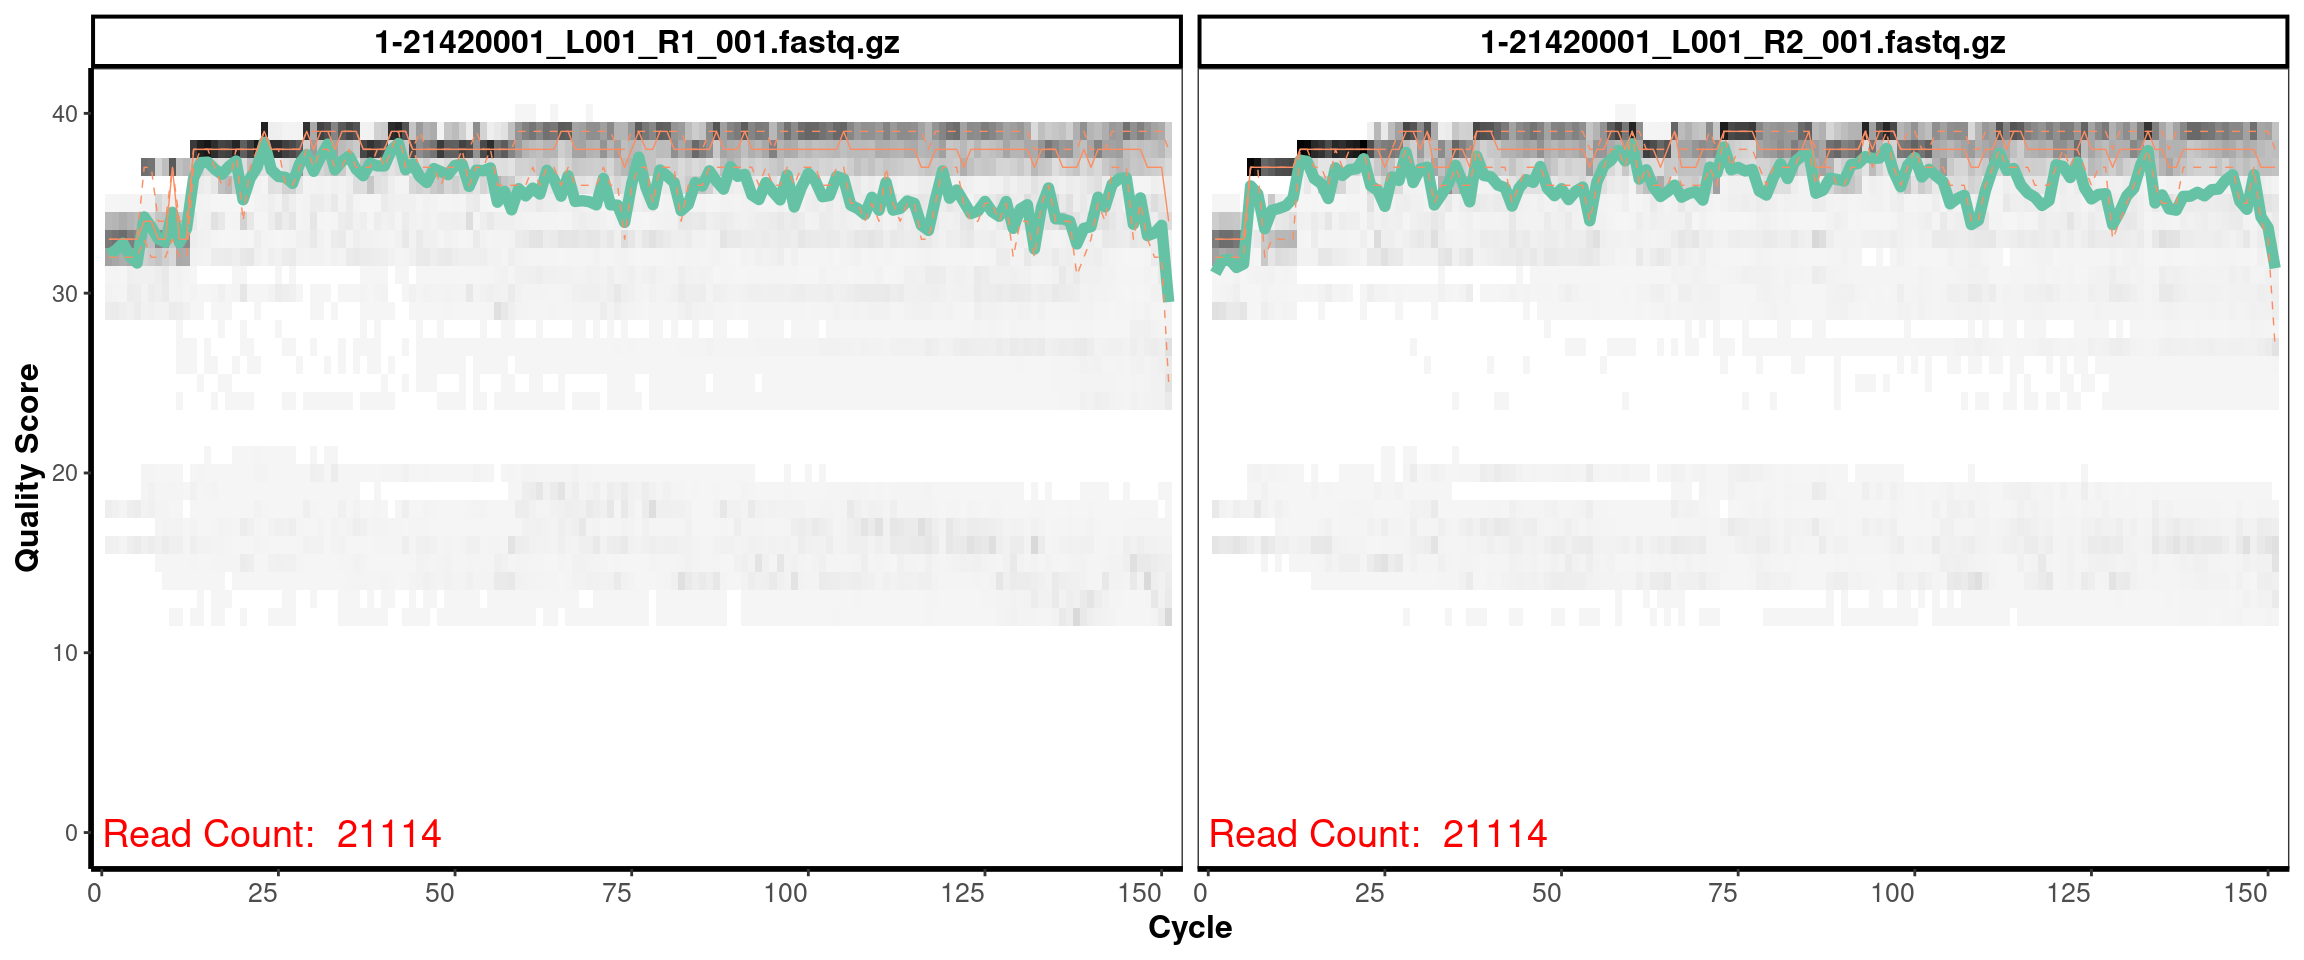 1-21420001_L001_R1_001.fastq.gz
1-21420001_L001_R2_001.fastq.gz
Quality Score
40
30
20
10
0
Read Count:  21114
Read Count:  21114
0 25 50 75 100 125 150
0 25 50 75 100 125 150
Cycle